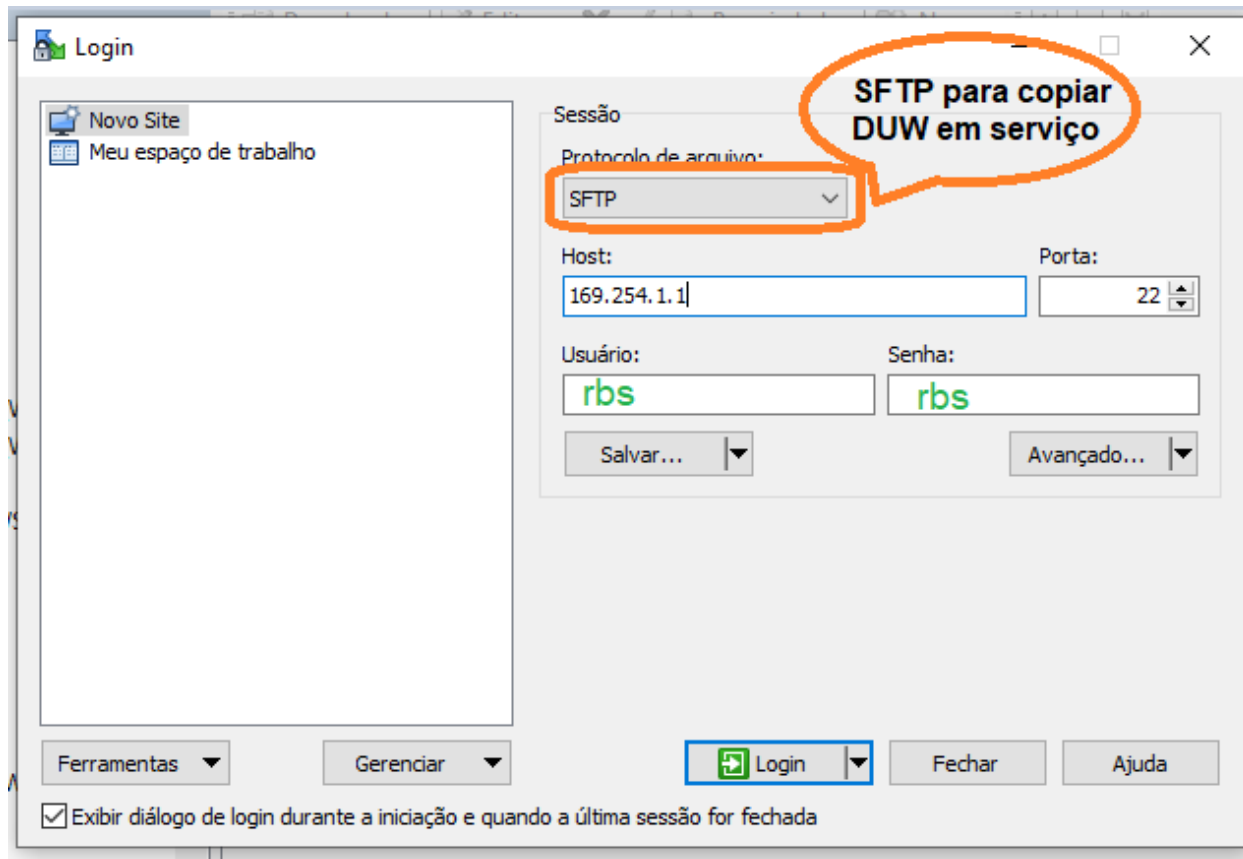 Login
SFTP para copiar
DUW em serviço
Novo Site
Meu espaço de trabalho
Sessão
Protocolo de arquivo:
SFTP
Host:
Porta:
169.254.1.1
22
Usuário:
Senha:
rbs
rbs
Salvar...
Avançado...
Ferramentas
Gerenciar
Login
Fechar
Ajuda
Exibir diálogo de login durante a iniciação e quando a última sessão for fechada